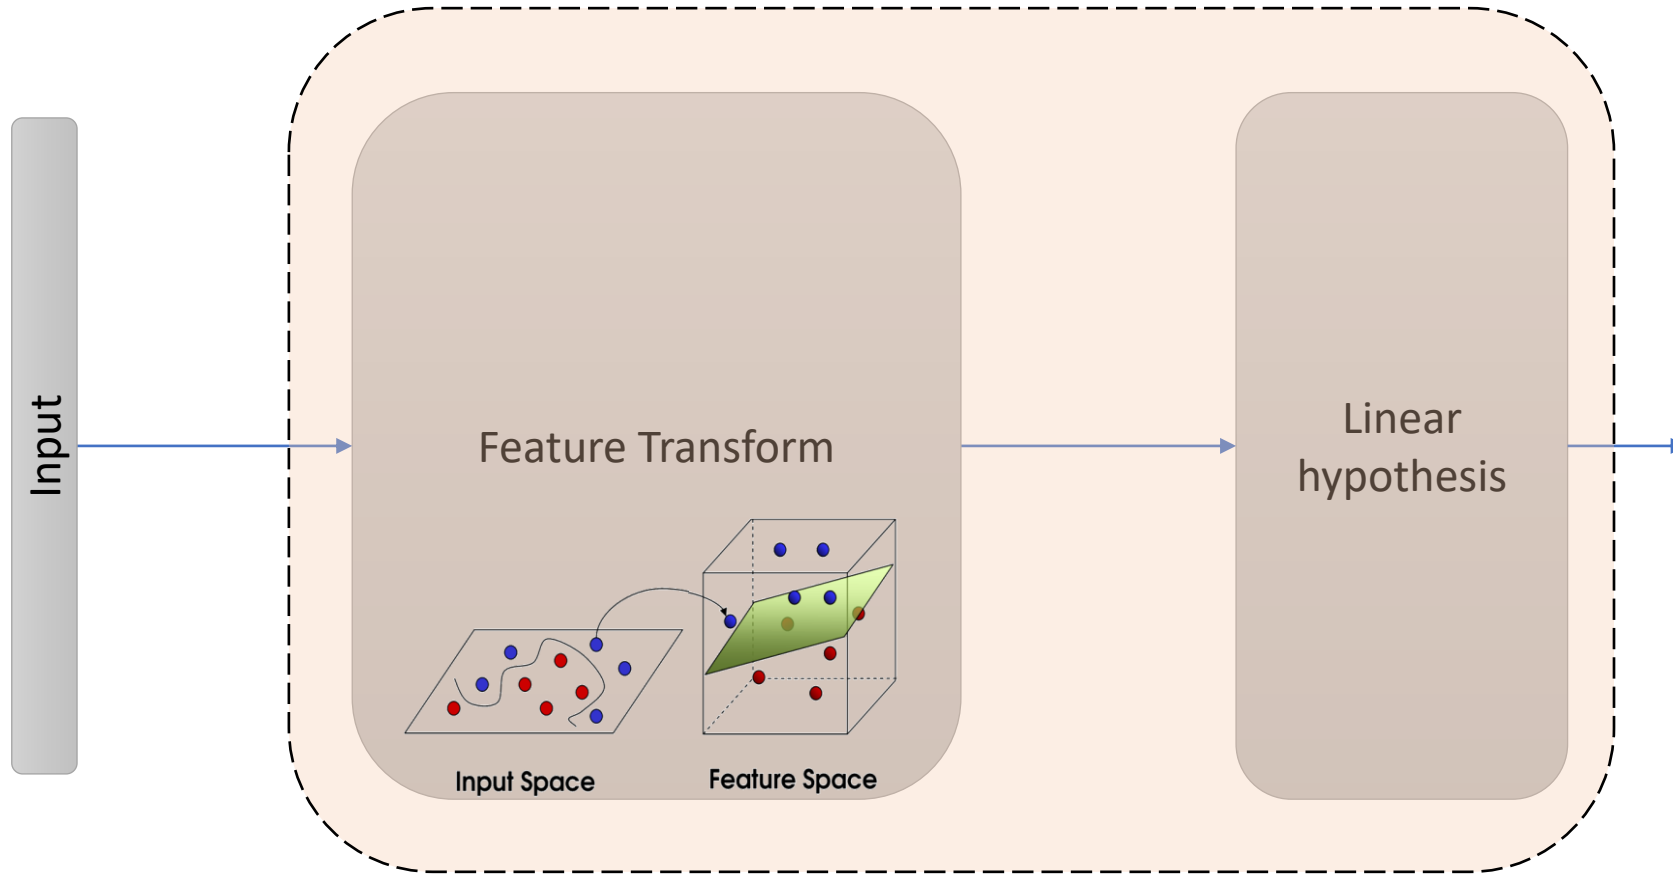 Input
Feature Transform
Linear
hypothesis
Input Space
Feature Space